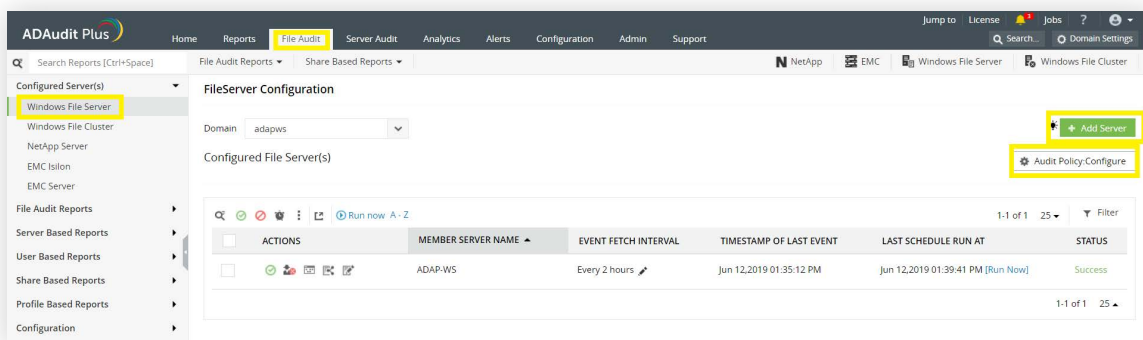 Jump to License 3 Jobs ?
ADAudit Plus
Home Reports File Audit Server Audit Analytics Alerts Configuration Admin Support
Search... Domain Settings
Search Reports [Ctrl+Space]
File Audit Reports Share Based Reports
NetApp EMC Windows File Server Windows File Cluster
Configured Server(s)
Windows File Server
Windows File Cluster
NetApp Server
EMC Isilon
EMC Server
File Audit Reports
Server Based Reports
User Based Reports
Share Based Reports
Profile Based Reports
Configuration
FileServer Configuration
Domain adapws
+ Add Server
Configured File Server(s)
Audit Policy:Configure
Run now A - Z
1-1 of 1 25 Filter
ACTIONS MEMBER SERVER NAME EVENT FETCH INTERVAL TIMESTAMP OF LAST EVENT LAST SCHEDULE RUN AT STATUS
ADAP-WS Every 2 hours Jun 12,2019 01:35:12 PM Jun 12,2019 01:39:41 PM [Run Now] Success
1-1 of 1 25